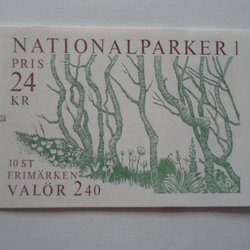 NATIONALPARKER I
PRIS
24
KR
10 ST
FRIMÄRKEN
VALÖR 2.40